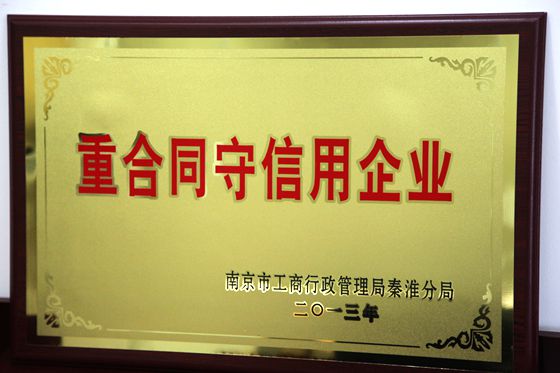 重合同守信用企业
南京市工商行政管理局秦淮分局
二〇一三年